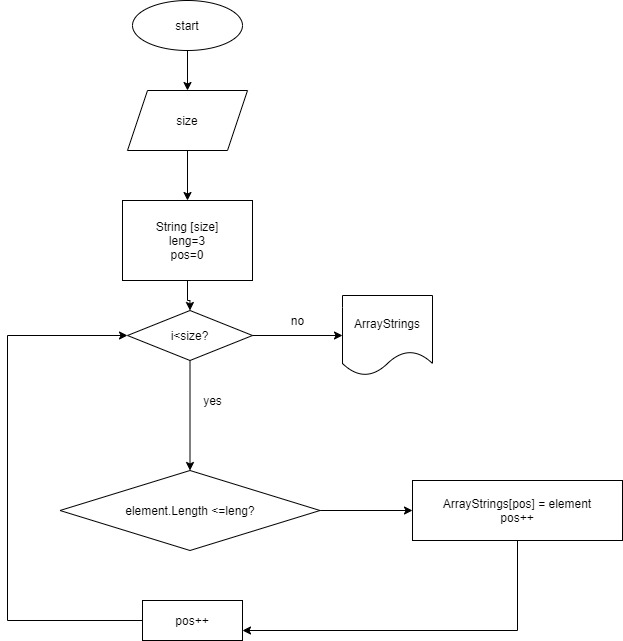 start
size
String [size]
leng=3
pos=0
i<size?
no
ArrayStrings
yes
element.Length <=leng?
ArrayStrings[pos] = element
pos++
pos++